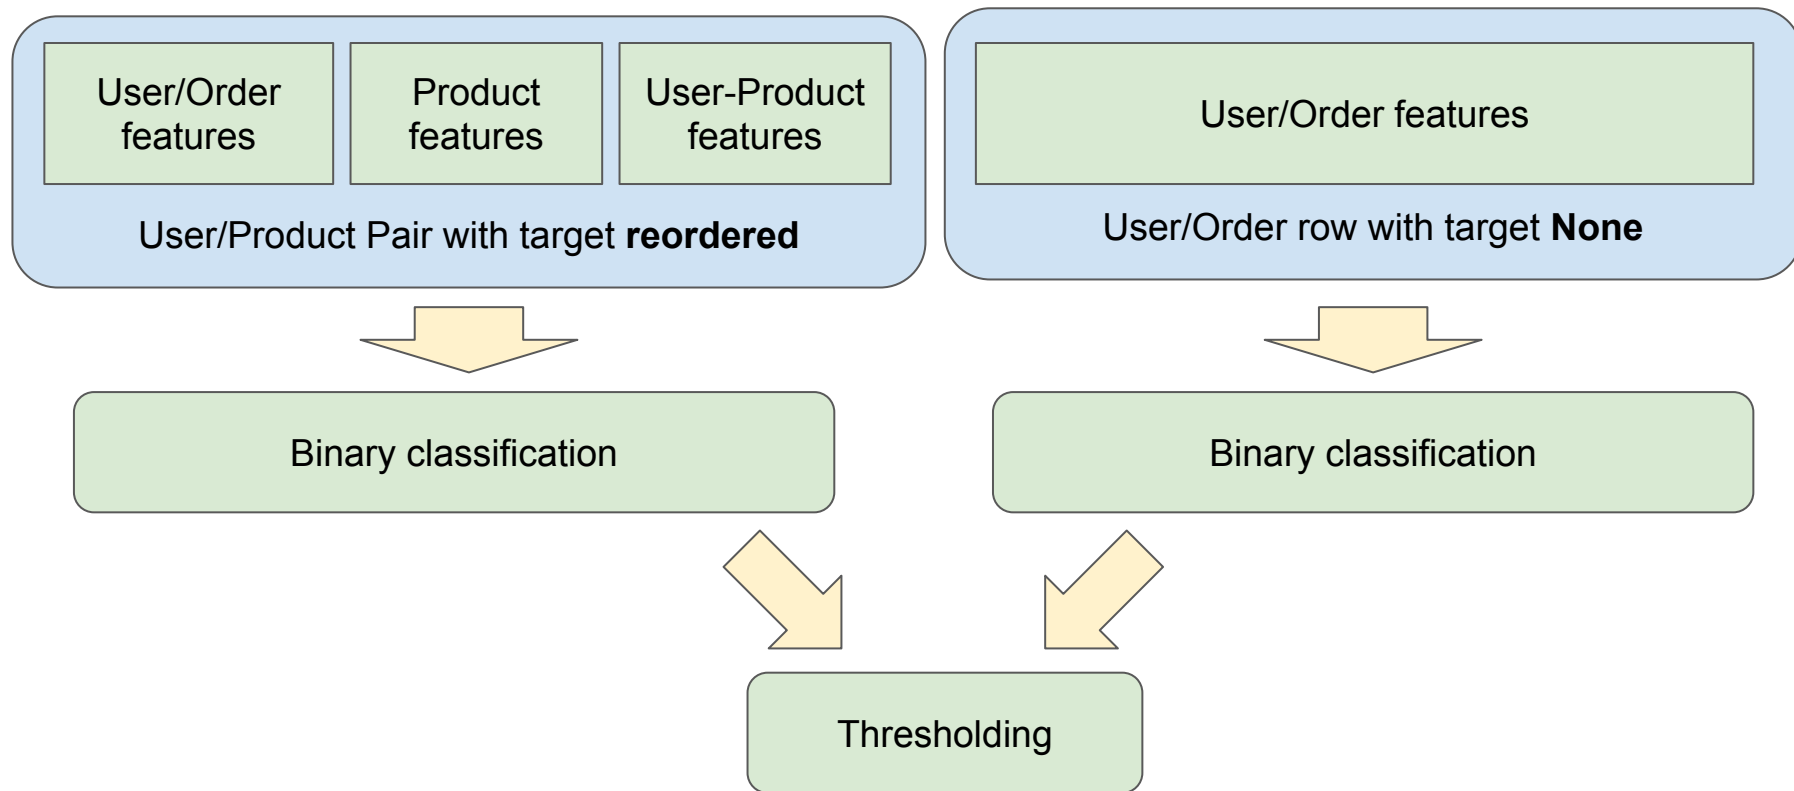 User/Order
features
Product
features
User-Product
features
User/Product Pair with target reordered
User/Order features
User/Order row with target None
Binary classification
Binary classification
Thresholding